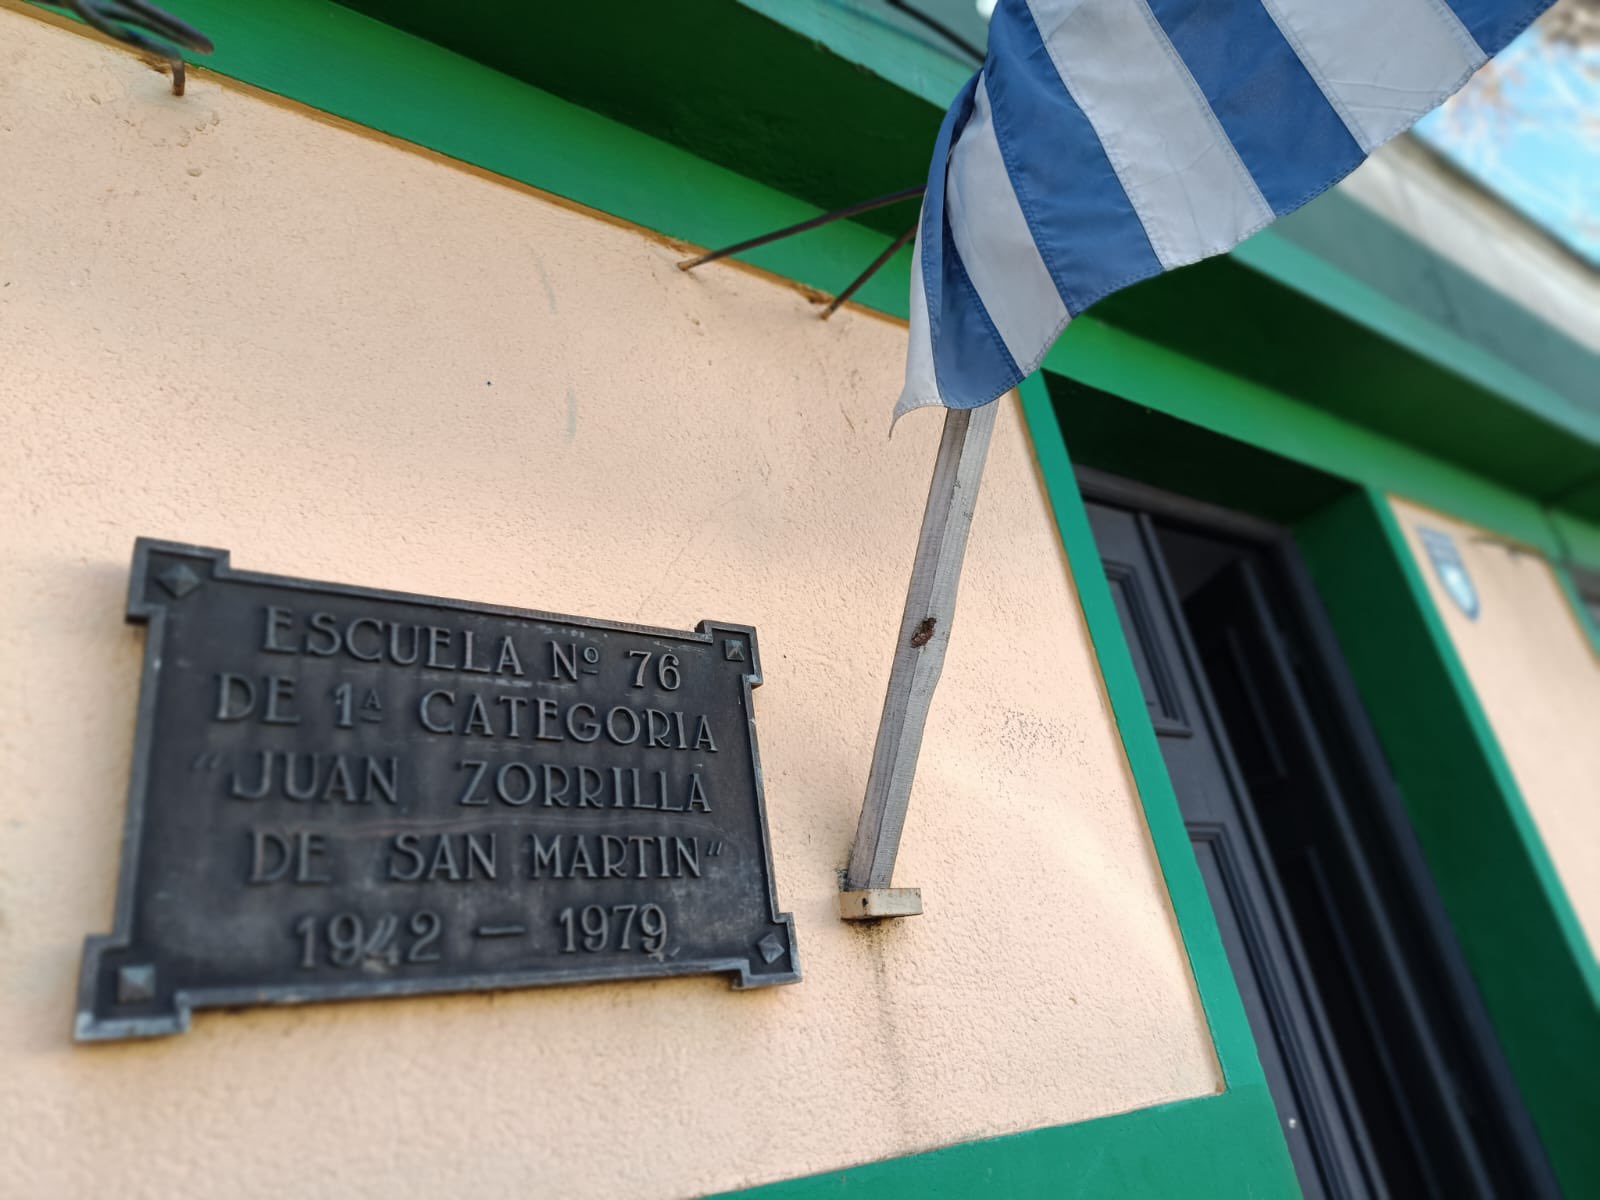 ESCUELA Nº 76
DE 1ᴬ CATEGORIA
"JUAN ZORRILLA
DE SAN MARTIN"
1942 - 1979